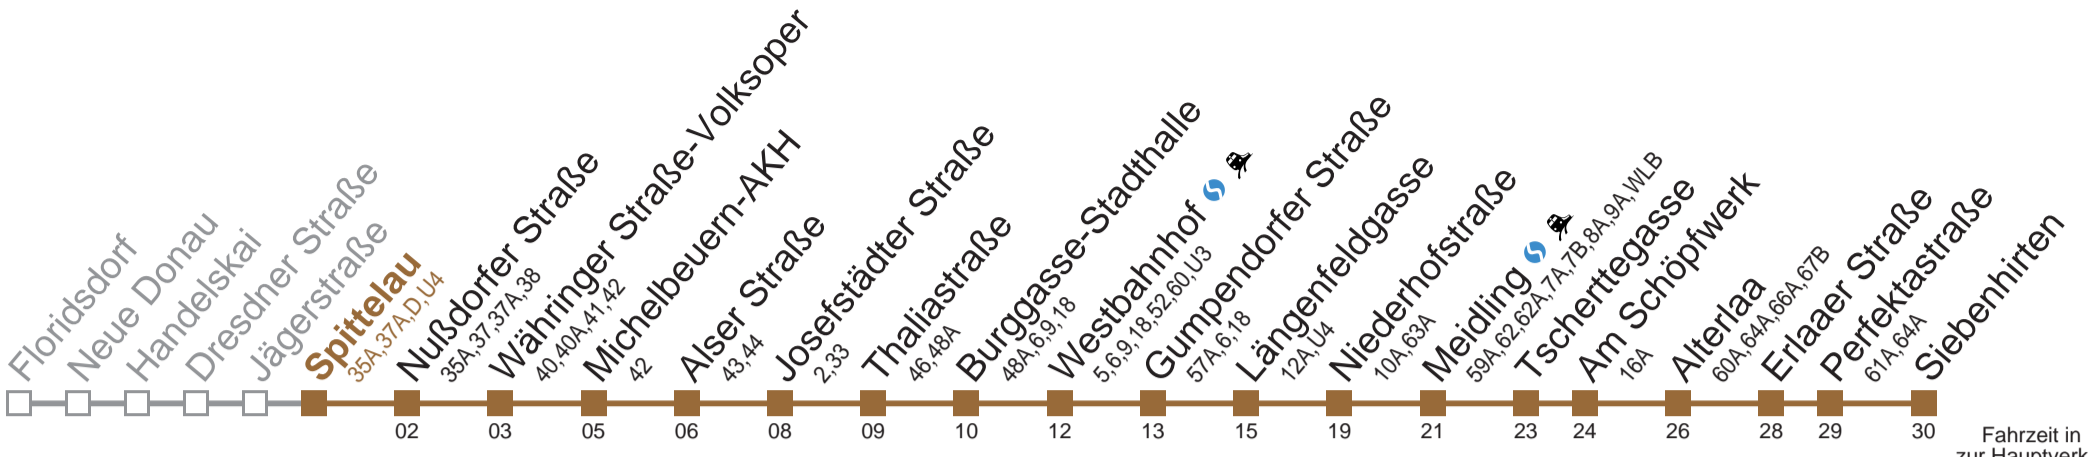 Floridsdorf
Neue Donau
Handelskai
Dresdner Straße
Jägerstraße
Spittelau
35A,37A,D,U4
Nußdorfer Straße
35A,37,37A,38
Währinger Straße-Volksoper
40,40A,41,42
Michelbeuern-AKH
42
Alser Straße
43,44
Josefstädter Straße
2,33
Thaliastraße
46,48A
Burggasse-Stadthalle
48A,6,9,18
Westbahnhof
5,6,9,18,52,60,U3
Gumpendorfer Straße
57A,6,18
Längenfeldgasse
12A,U4
Niederhofstraße
10A,63A
Meidling
59A,62,62A,7A,7B,8A,9A,WLB
Tscherttegasse
Am Schöpfwerk
16A
Alterlaa
60A,64A,66A,67B
Erlaaer Straße
Perfektastraße
61A,64A
Siebenhirten
02 03 05 06 08 09 10 12 13 15 19 21 23 24 26 28 29 30
Fahrzeit in
zur Hauptverk